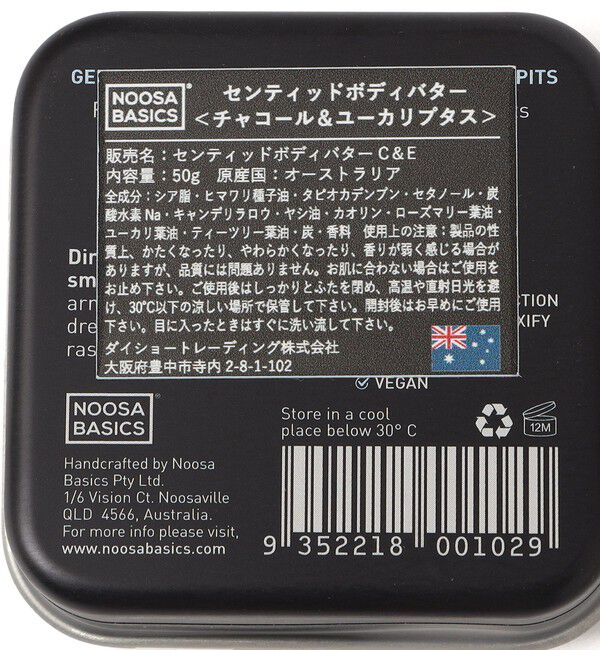 PITS
NOOSA
BASICS
センティッドボディバター
＜チャコール＆ユーカリプタス＞
販売名：センティッドボディバターC＆E
内容量：50g 原産国：オーストラリア
全成分：シア脂・ヒマワリ種子油・タピオカデンプン・セタノール・炭
酸水素Na・キャンデリラロウ・ヤシ油・カオリン・ローズマリー葉油・
ユーカリ葉油・ティーツリー葉油・炭・香料 使用上の注意：製品の性
質上、かたくなったり、やわらかくなったり、香りが弱く感じる場合が
ありますが、品質には問題ありません。お肌に合わない場合はご使用を
お止め下さい。ご使用後はしっかりとふたを閉め、高温や直射日光を避
け、30℃以下の涼しい場所で保管して下さい。開封後はお早めにご使用
下さい。目に入ったときはすぐに洗い流して下さい。
ダイショートレーディング株式会社
大阪府豊中市寺内2-8-1-102
VEGAN
NOOSA
BASICS
Store in a cool
place below 30° C
12M
Handcrafted by Noosa
Basics Pty Ltd.
1/6 Vision Ct. Noosaville
QLD 4566, Australia.
For more info please visit,
www.noosabasics.com
9 352218 001029